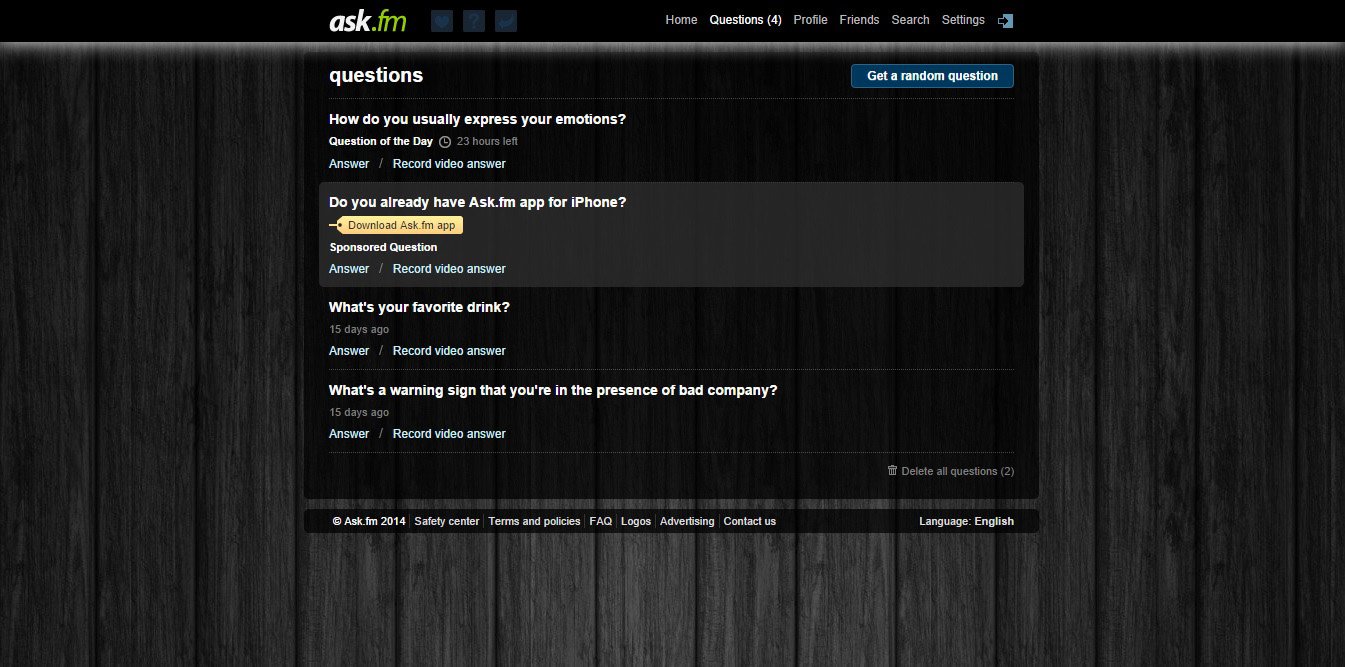 ask.fm
Home Questions (4) Profile Friends Search Settings
questions
Get a random question
How do you usually express your emotions?
Question of the Day 23 hours left
Answer / Record video answer
Do you already have Ask.fm app for iPhone?
Download Ask.fm app
Sponsored Question
Answer / Record video answer
What's your favorite drink?
15 days ago
Answer / Record video answer
What's a warning sign that you're in the presence of bad company?
15 days ago
Answer / Record video answer
Delete all questions (2)
© Ask.fm 2014 Safety center Terms and policies FAQ Logos Advertising Contact us Language: English